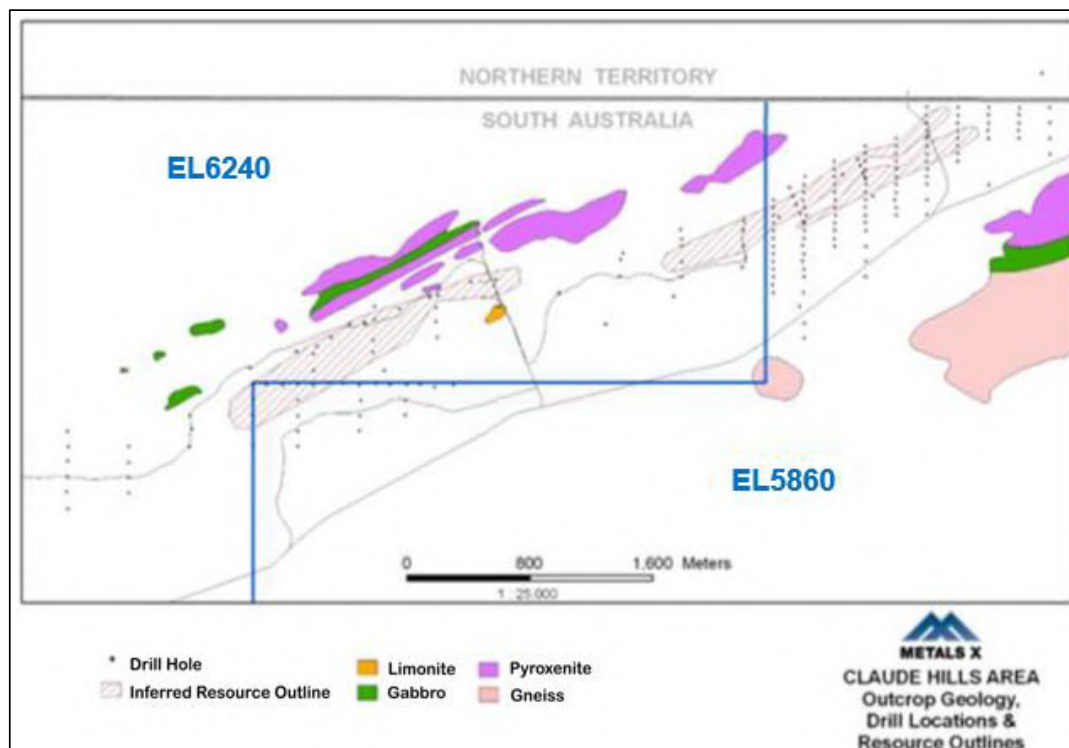 NORTHERN TERRITORY
SOUTH AUSTRALIA
EL6240
EL5860
0 800 1,600 Meters
1 : 25,000
Drill Hole
Inferred Resource Outline
Limonite
Gabbro
Pyroxenite
Gneiss
METALS X
CLAUDE HILLS AREA
Outcrop Geology,
Drill Locations &
Resource Outlines